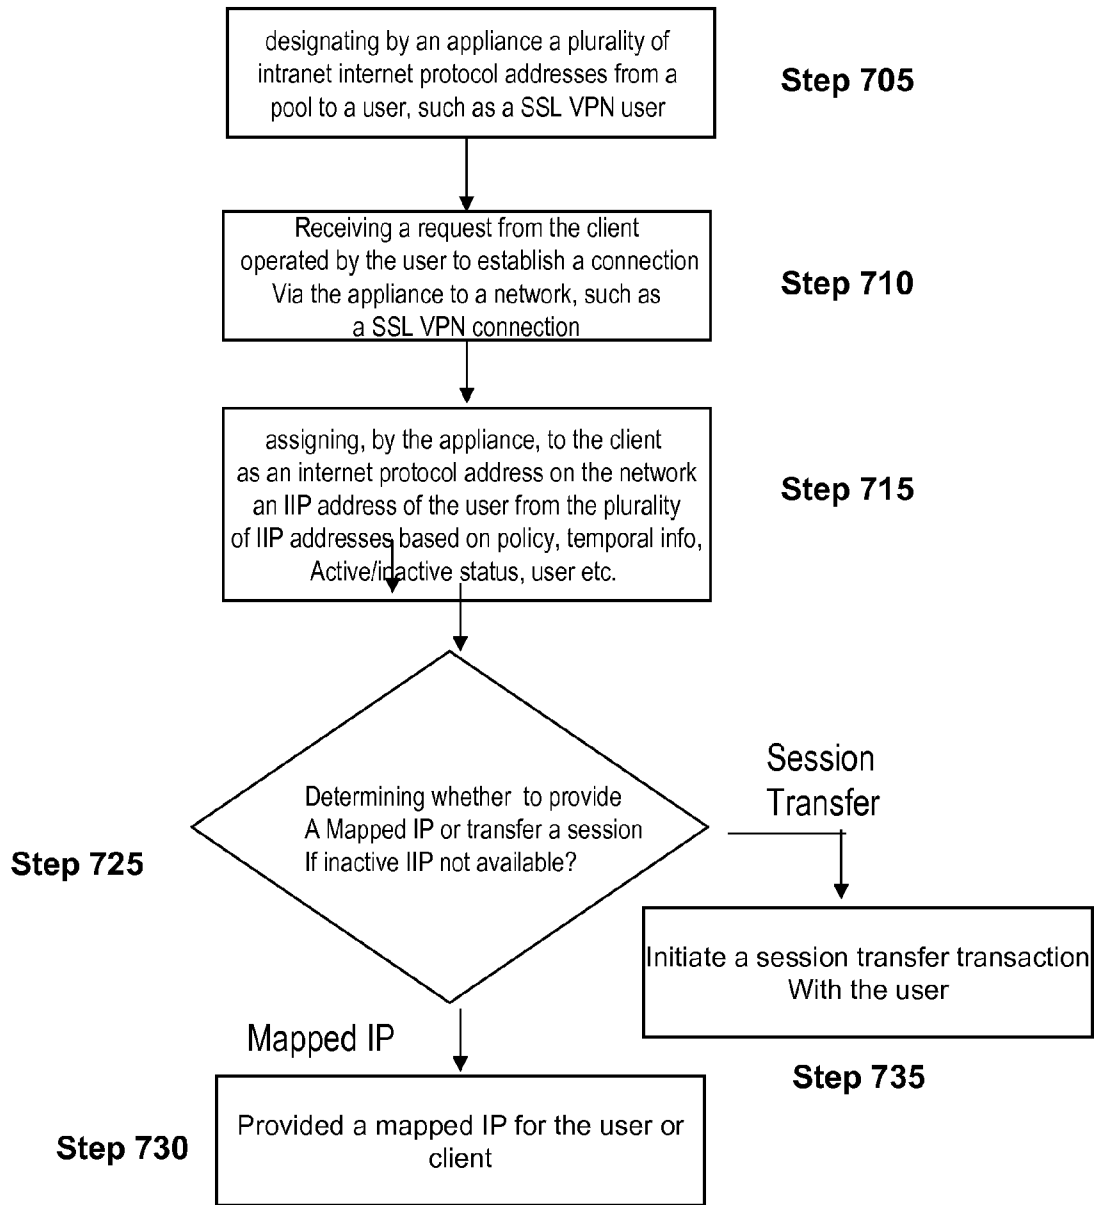 designating by an appliance a plurality of
intranet internet protocol addresses from a
pool to a user, such as a SSL VPN user
Step 705
Receiving a request from the client
operated by the user to establish a connection
Via the appliance to a network, such as
a SSL VPN connection
Step 710
assigning, by the appliance, to the client
as an internet protocol address on the network
an IIP address of the user from the plurality
of IIP addresses based on policy, temporal info,
Active/inactive status, user etc.
Step 715
Determining whether to provide
A Mapped IP or transfer a session
If inactive IIP not available?
Step 725
Session
Transfer
Initiate a session transfer transaction
With the user
Step 735
Mapped IP
Provided a mapped IP for the user or
client
Step 730